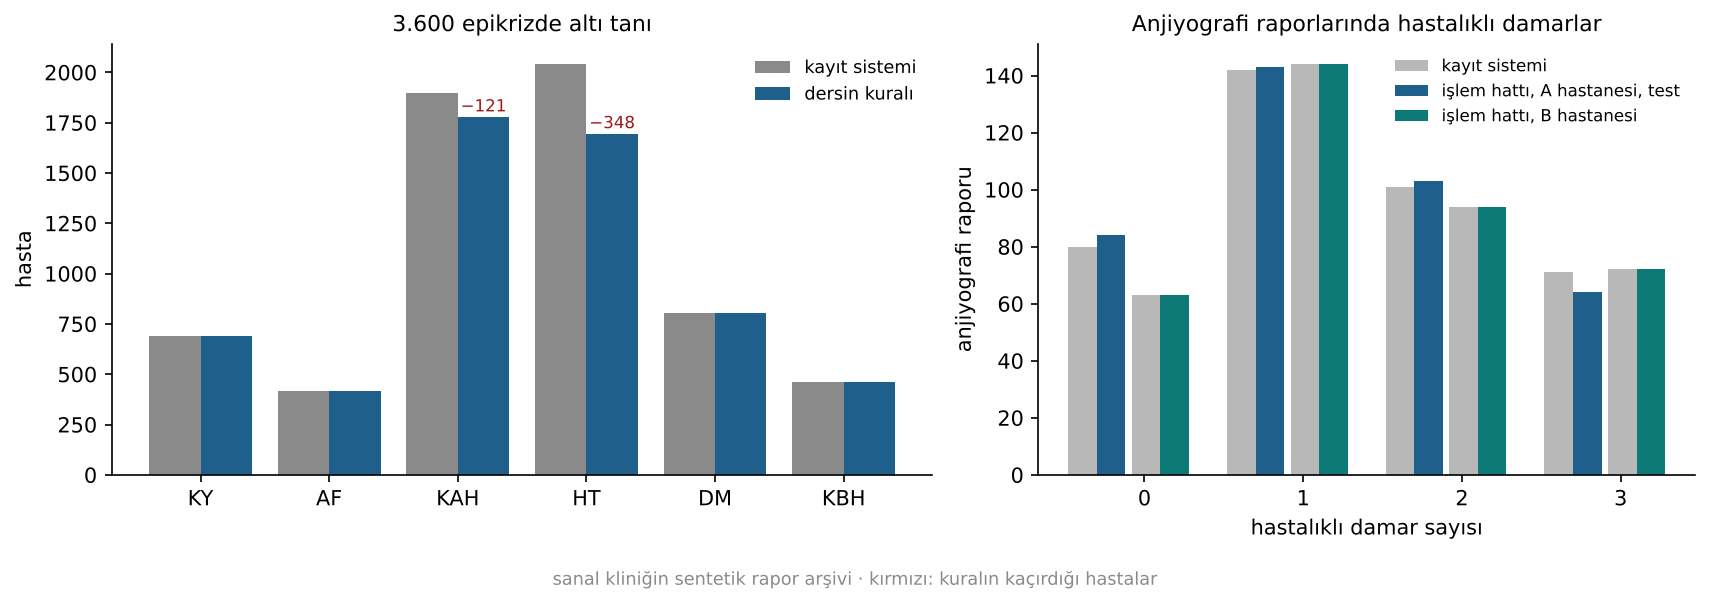 3.600 epikrizde altı tanı
kayıt sistemi
dersin kuralı
−121
−348
2000
1750
1500
1250
1000
750
500
250
0
hasta
KY
AF
KAH
HT
DM
KBH
Anjiyografi raporlarında hastalıklı damarlar
kayıt sistemi
işlem hattı, A hastanesi, test
işlem hattı, B hastanesi
140
120
100
80
60
40
20
0
anjiyografi raporu
0
1
2
3
hastalıklı damar sayısı
sanal kliniğin sentetik rapor arşivi · kırmızı: kuralın kaçırdığı hastalar